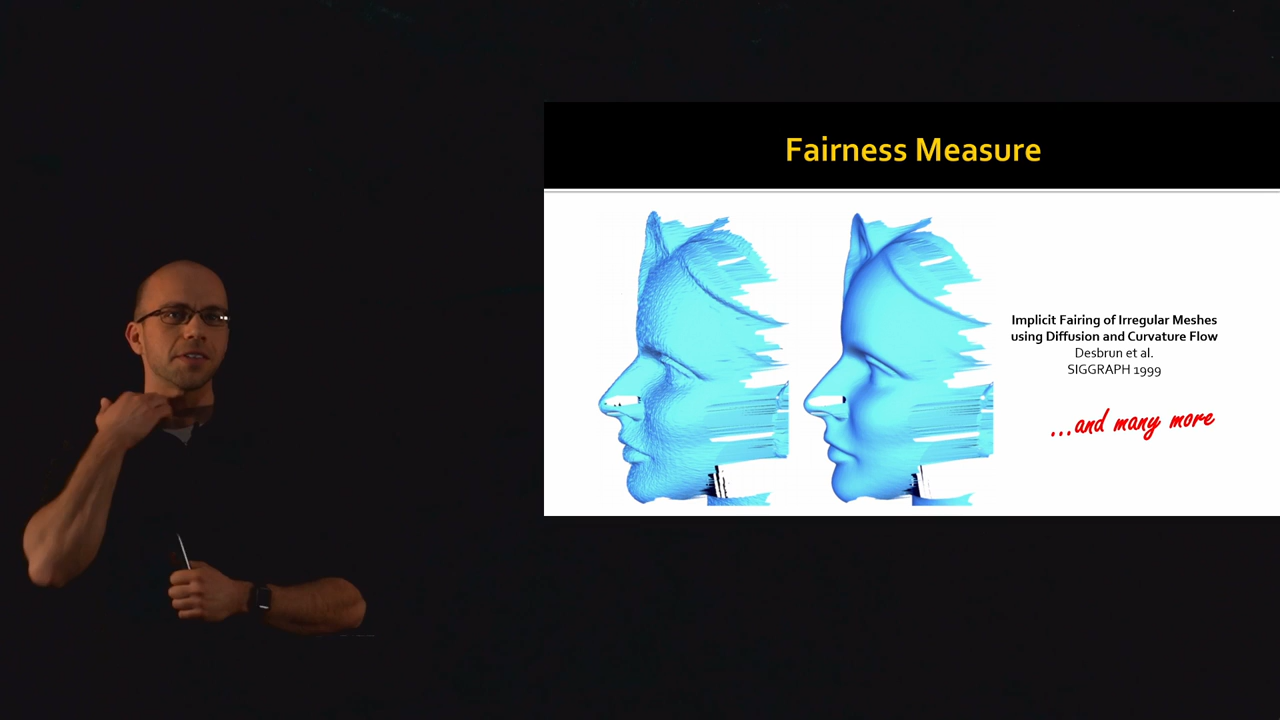 Fairness Measure
Implicit Fairing of Irregular Meshes
using Diffusion and Curvature Flow
Desbrun et al.
SIGGRAPH 1999
...and many more